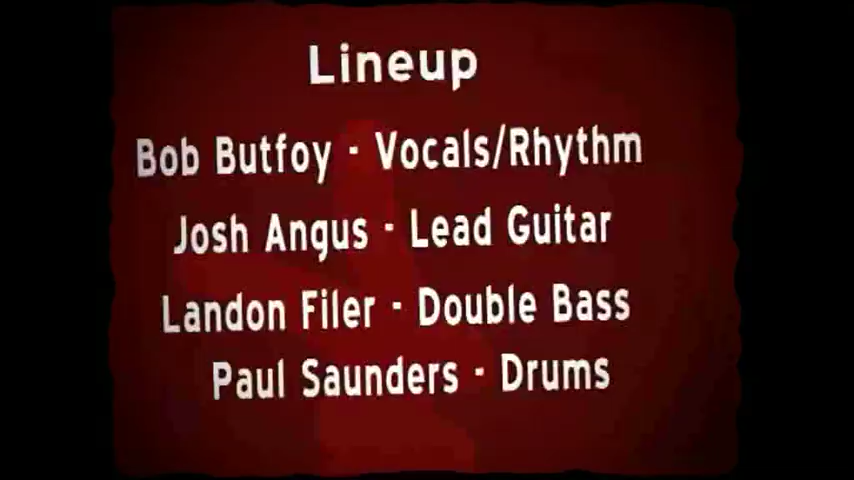 Lineup
Bob Butfoy - Vocals/Rhythm
Josh Angus - Lead Guitar
Landon Filer - Double Bass
Paul Saunders - Drums